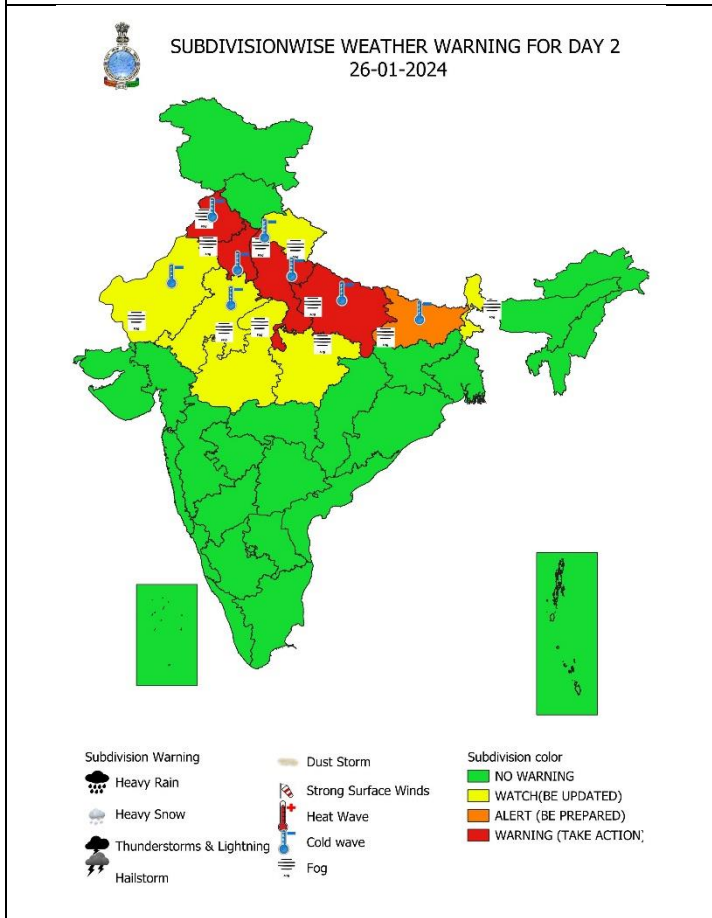 SUBDIVISIONWISE WEATHER WARNING FOR DAY 2
26-01-2024
Subdivision Warning
Heavy Rain
Heavy Snow
Thunderstorms & Lightning
Hailstorm
Dust Storm
Strong Surface Winds
Heat Wave
Cold wave
Fog
Subdivision color
NO WARNING
WATCH(BE UPDATED)
ALERT (BE PREPARED)
WARNING (TAKE ACTION)